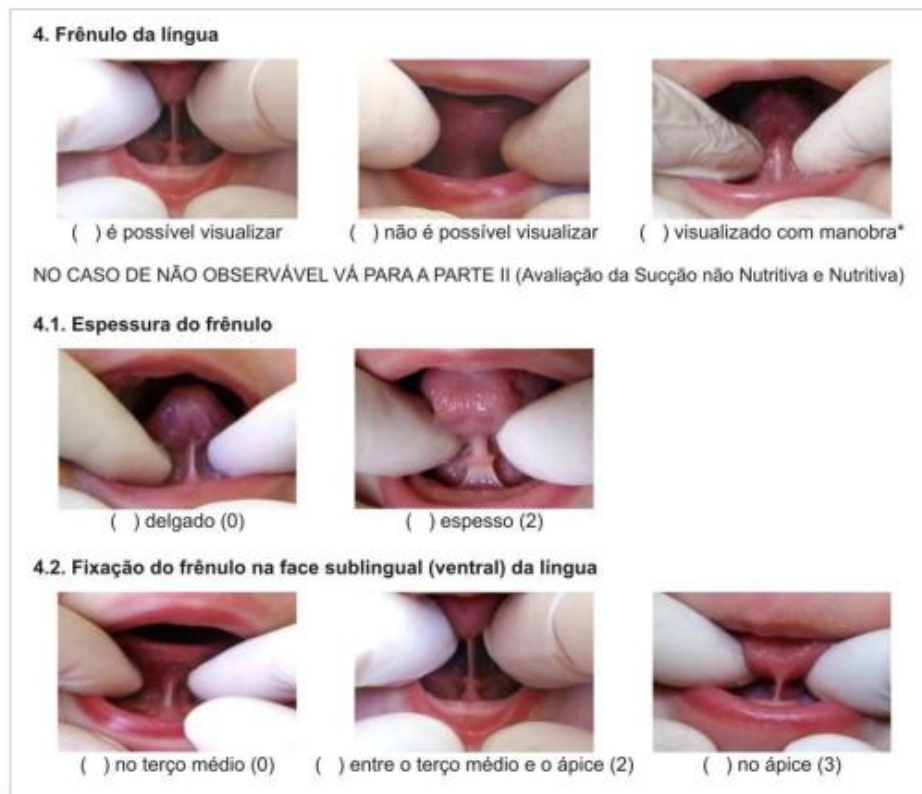 4. Frênulo da língua
( ) é possível visualizar ( ) não é possível visualizar ( ) visualizado com manobra*
NO CASO DE NÃO OBSERVÁVEL VÁ PARA A PARTE II (Avaliação da Sucção não Nutritiva e Nutritiva)
4.1. Espessura do frênulo
( ) delgado (0) ( ) espesso (2)
4.2. Fixação do frênulo na face sublingual (ventral) da língua
( ) no terço médio (0) ( ) entre o terço médio e o ápice (2) ( ) no ápice (3)